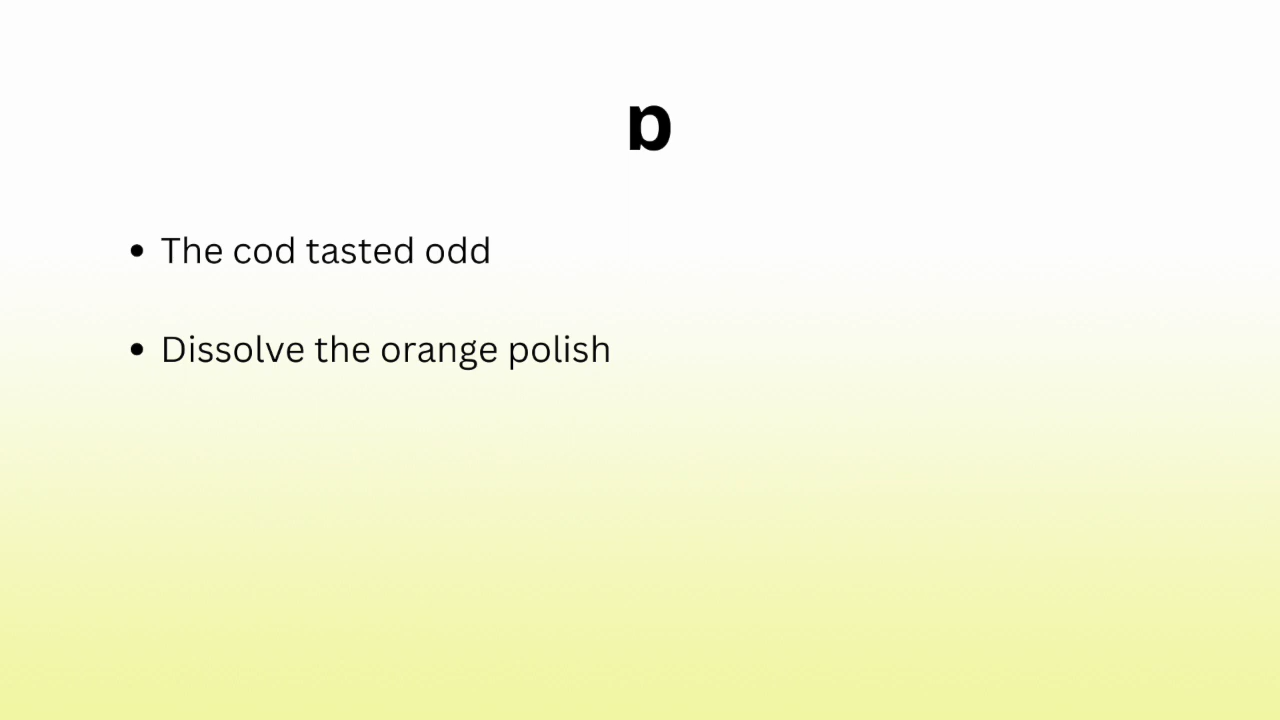 ɒ
The cod tasted odd
Dissolve the orange polish